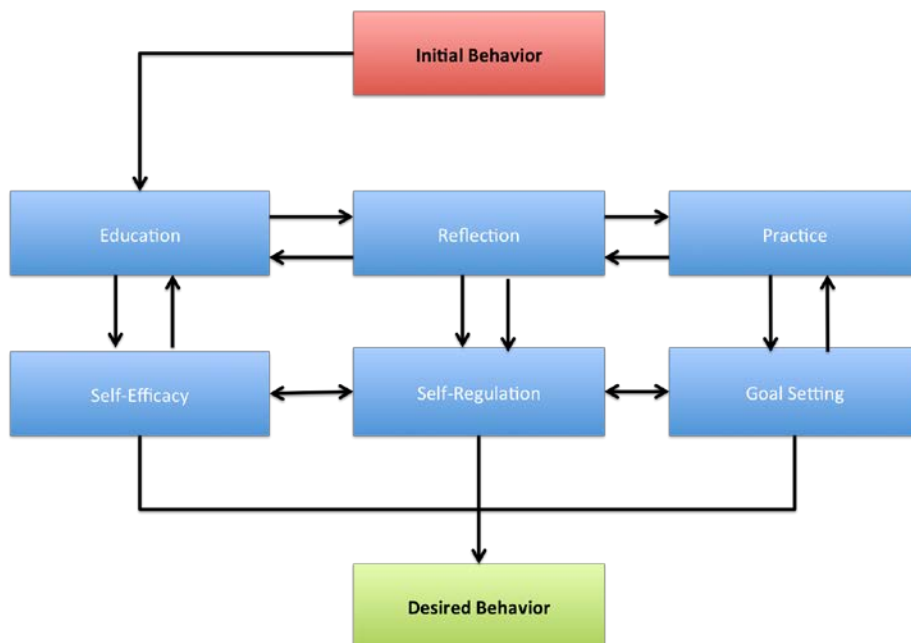 Initial Behavior
Education
Reflection
Practice
Self-Efficacy
Self-Regulation
Goal Setting
Desired Behavior